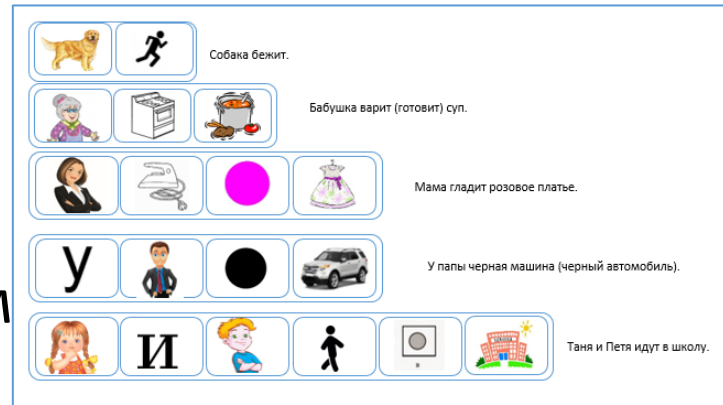 Собака бежит.
Бабушка варит (готовит) суп.
Мама гладит розовое платье.
У
У папы черная машина (черный автомобиль).
И
Таня и Петя идут в школу.